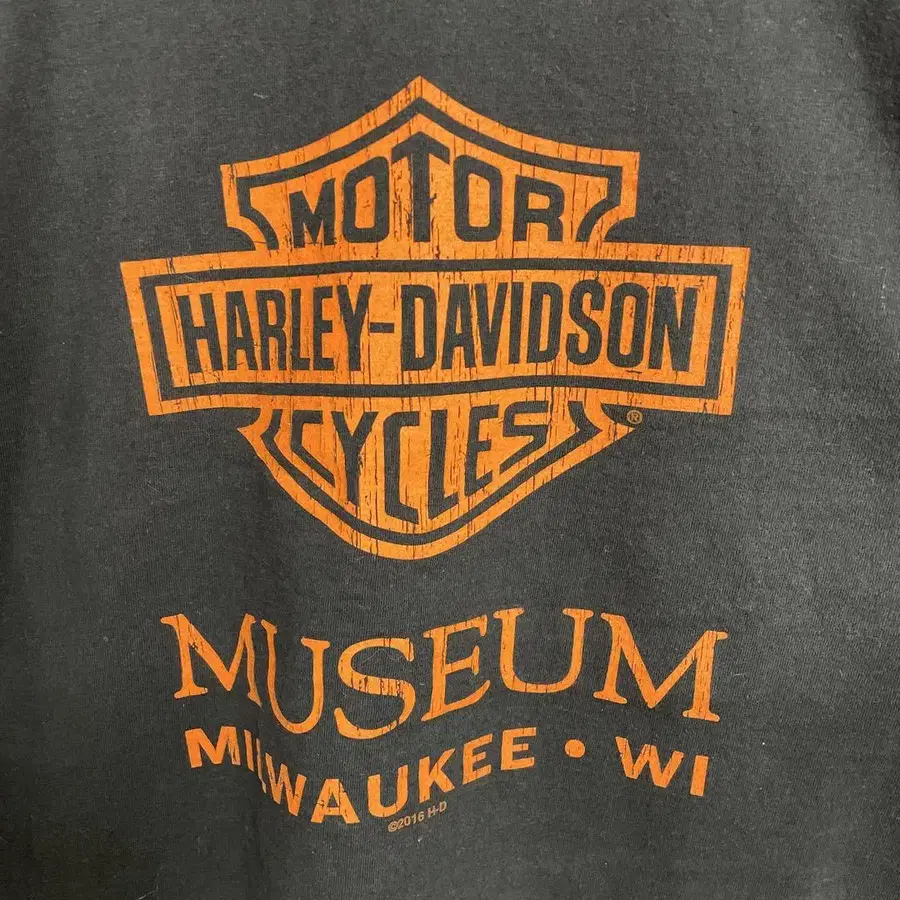 MOTOR
HARLEY-DAVIDSON
®
CYCLES
MUSEUM
MILWAUKEE • WI
©2016 H-D